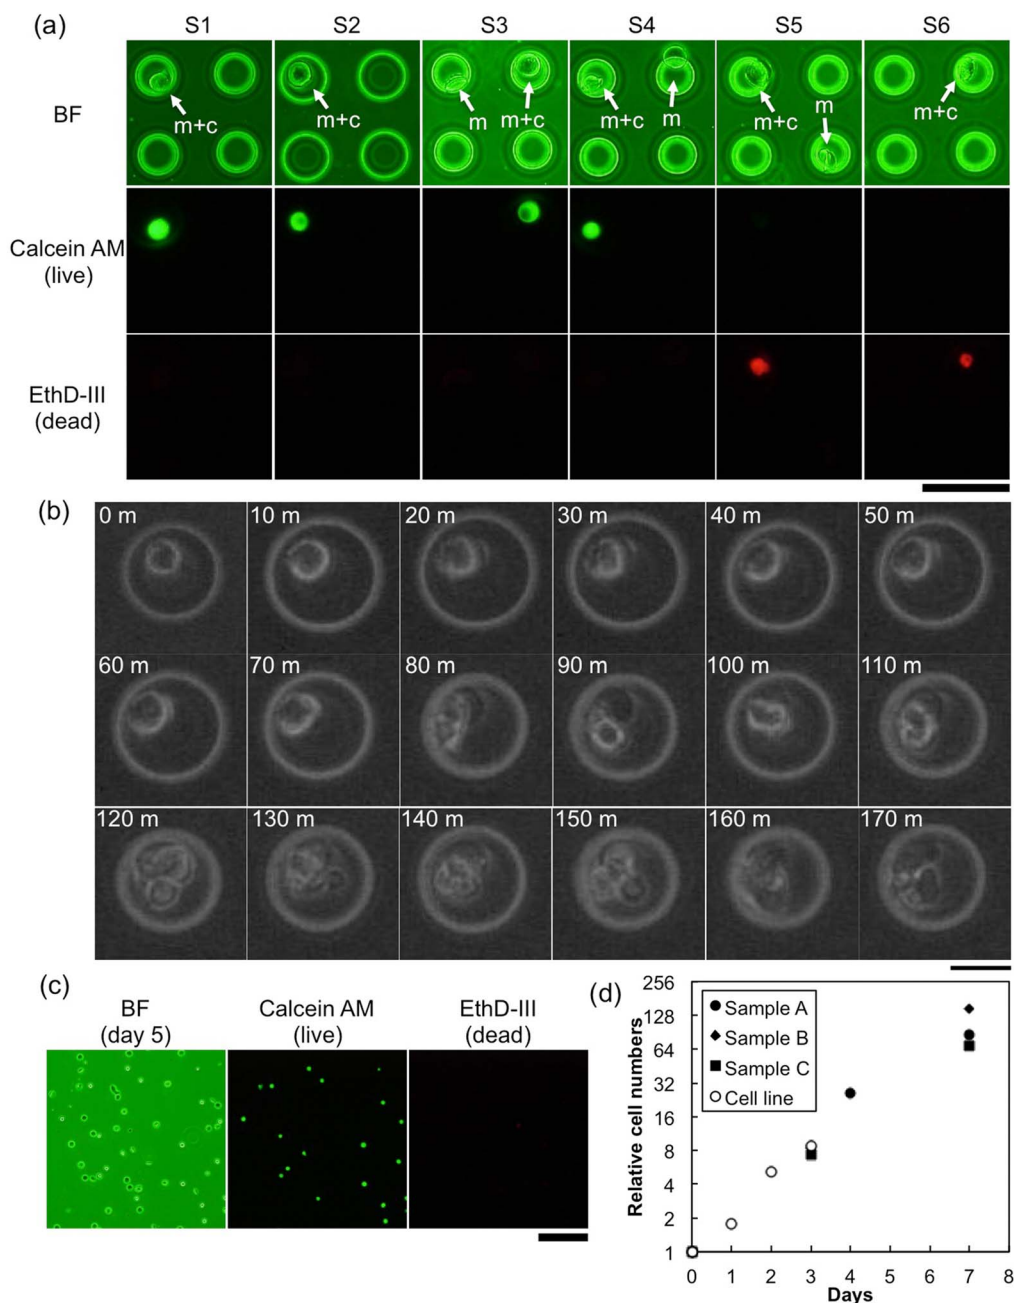 (a)
S1 S2 S3 S4 S5 S6
BF
m+c
m+c
m
m+c
m+c
m
m+c
m
m+c
Calcein AM
(live)
EthD-III
(dead)
(b)
0 m 10 m 20 m 30 m 40 m 50 m
60 m 70 m 80 m 90 m 100 m 110 m
120 m 130 m 140 m 150 m 160 m 170 m
(c)
BF
(day 5)
Calcein AM
(live)
EthD-III
(dead)
(d)
Relative cell numbers
256
128
64
32
16
8
4
2
1
Sample A
Sample B
Sample C
Cell line
0 1 2 3 4 5 6 7 8
Days